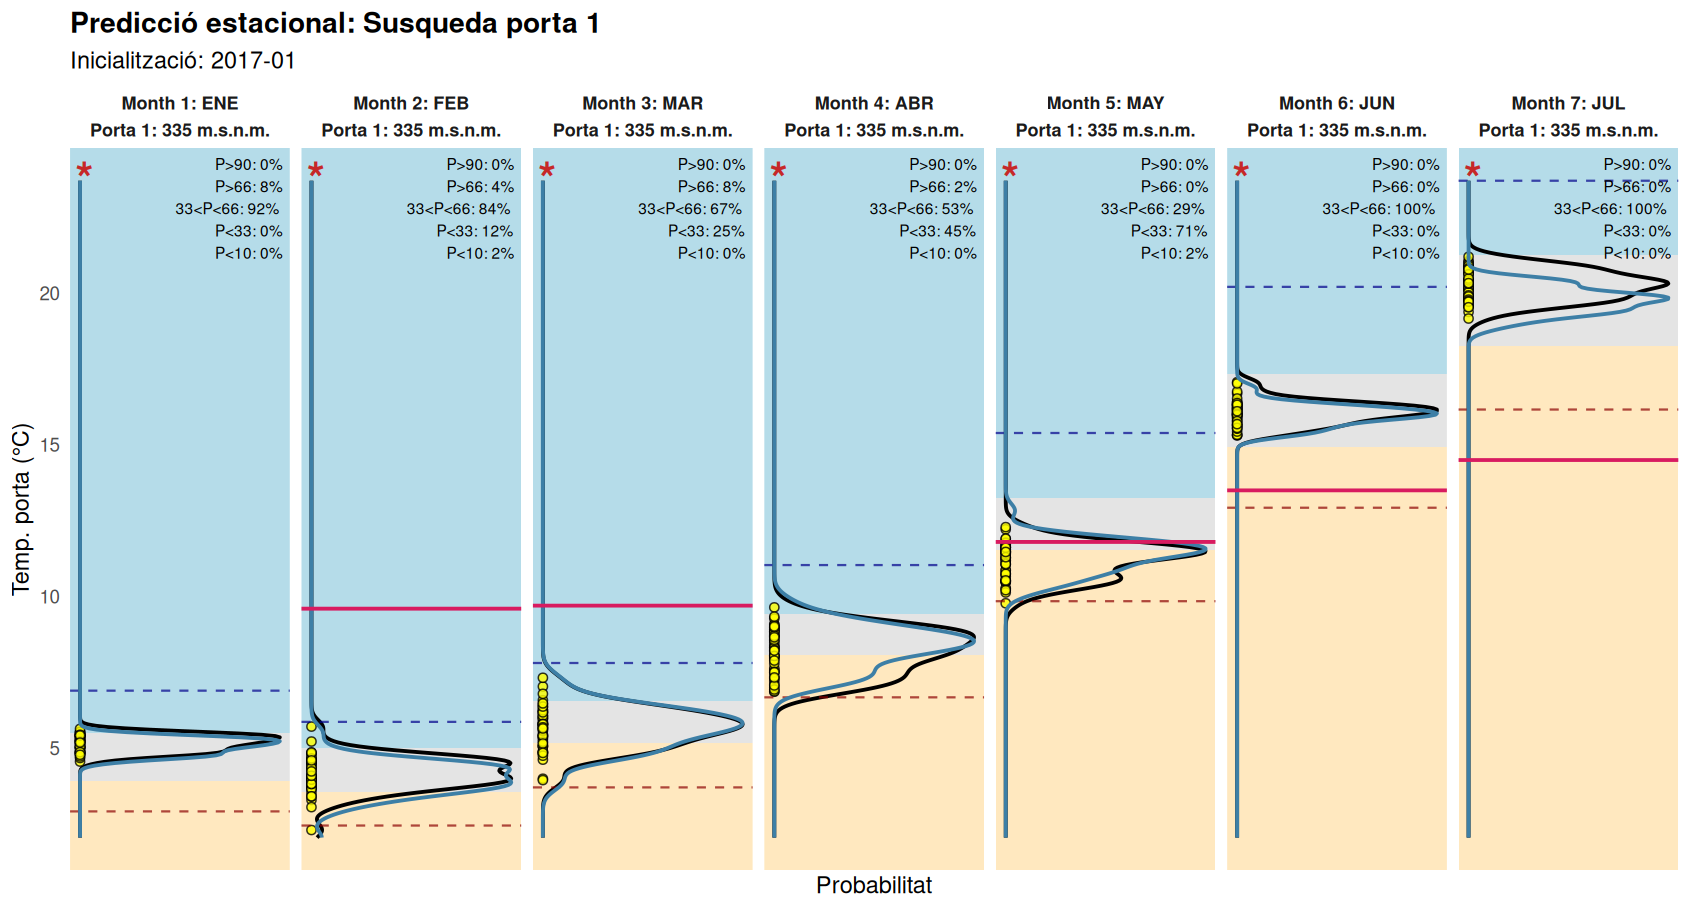 Predicció estacional: Susqueda porta 1
Inicialització: 2017-01
Month 1: ENE
Porta 1: 335 m.s.n.m.
Month 2: FEB
Porta 1: 335 m.s.n.m.
Month 3: MAR
Porta 1: 335 m.s.n.m.
Month 4: ABR
Porta 1: 335 m.s.n.m.
Month 5: MAY
Porta 1: 335 m.s.n.m.
Month 6: JUN
Porta 1: 335 m.s.n.m.
Month 7: JUL
Porta 1: 335 m.s.n.m.
*
P>90: 0%
P>66: 8%
33<P<66: 92%
P<33: 0%
P<10: 0%
*
P>90: 0%
P>66: 4%
33<P<66: 84%
P<33: 12%
P<10: 2%
*
P>90: 0%
P>66: 8%
33<P<66: 67%
P<33: 25%
P<10: 0%
*
P>90: 0%
P>66: 2%
33<P<66: 53%
P<33: 45%
P<10: 0%
*
P>90: 0%
P>66: 0%
33<P<66: 29%
P<33: 71%
P<10: 2%
*
P>90: 0%
P>66: 0%
33<P<66: 100%
P<33: 0%
P<10: 0%
*
P>90: 0%
P>66: 0%
33<P<66: 100%
P<33: 0%
P<10: 0%
20
15
10
5
Temp. porta (°C)
Probabilitat